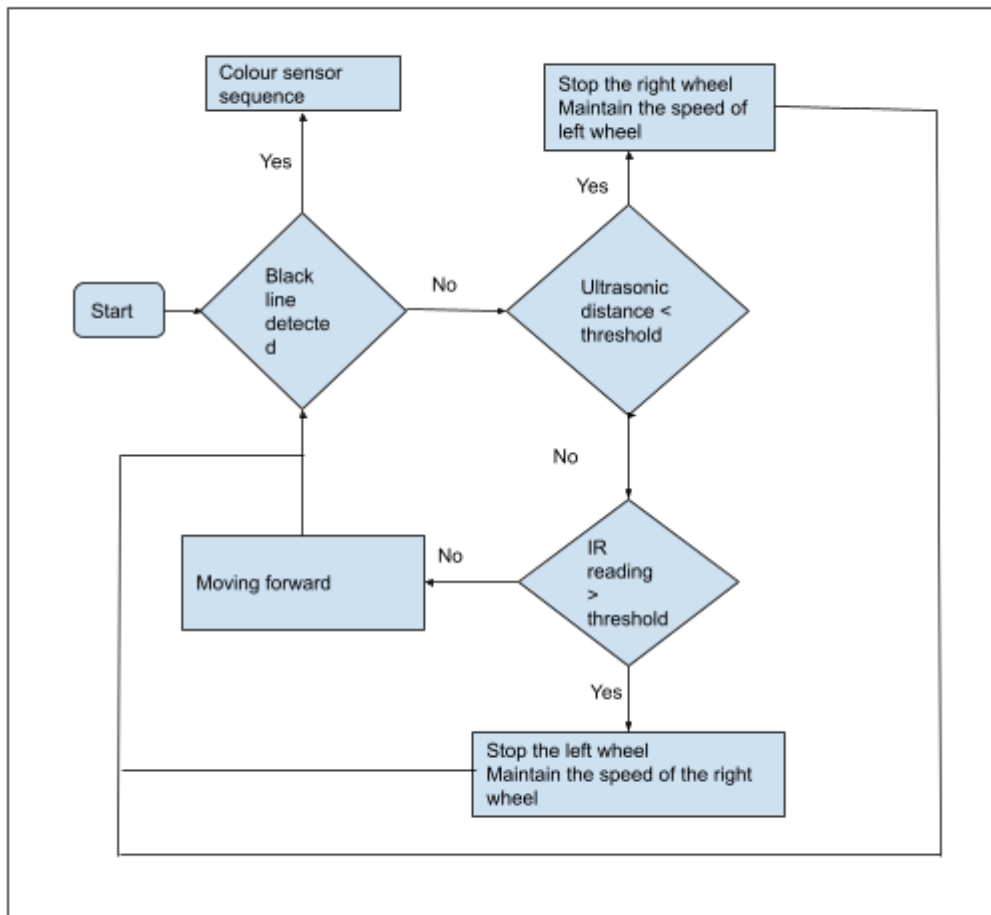 Colour sensor
sequence
Stop the right wheel
Maintain the speed of
left wheel
Yes
Yes
Start
Black
line
detecte
d
No
Ultrasonic
distance <
threshold
No
Moving forward
No
IR
reading
>
threshold
Yes
Stop the left wheel
Maintain the speed of the right
wheel